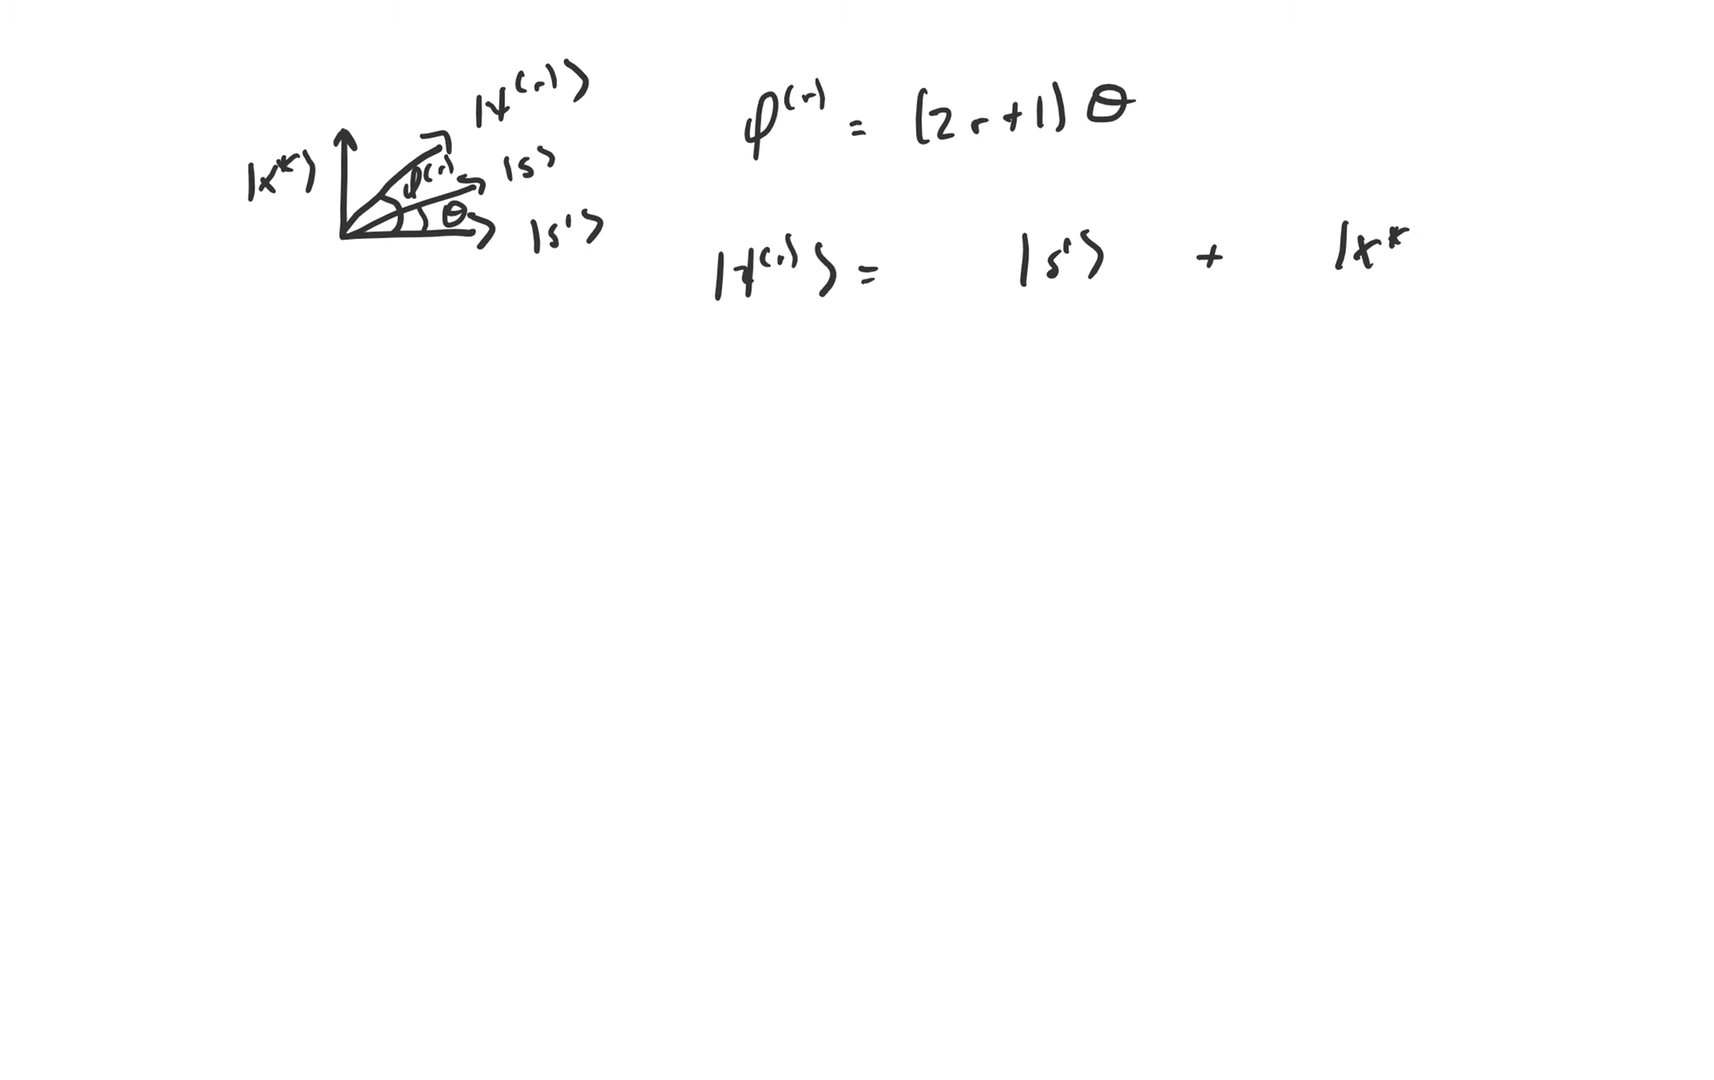 |ψ⁽ʳ⁾⟩
|x*⟩ φ⁽ʳ⁾ |s⟩
θ |s'⟩
φ⁽ʳ⁾ = (2r+1) θ
|ψ⁽ʳ⁾⟩ = |s'⟩ + |x*